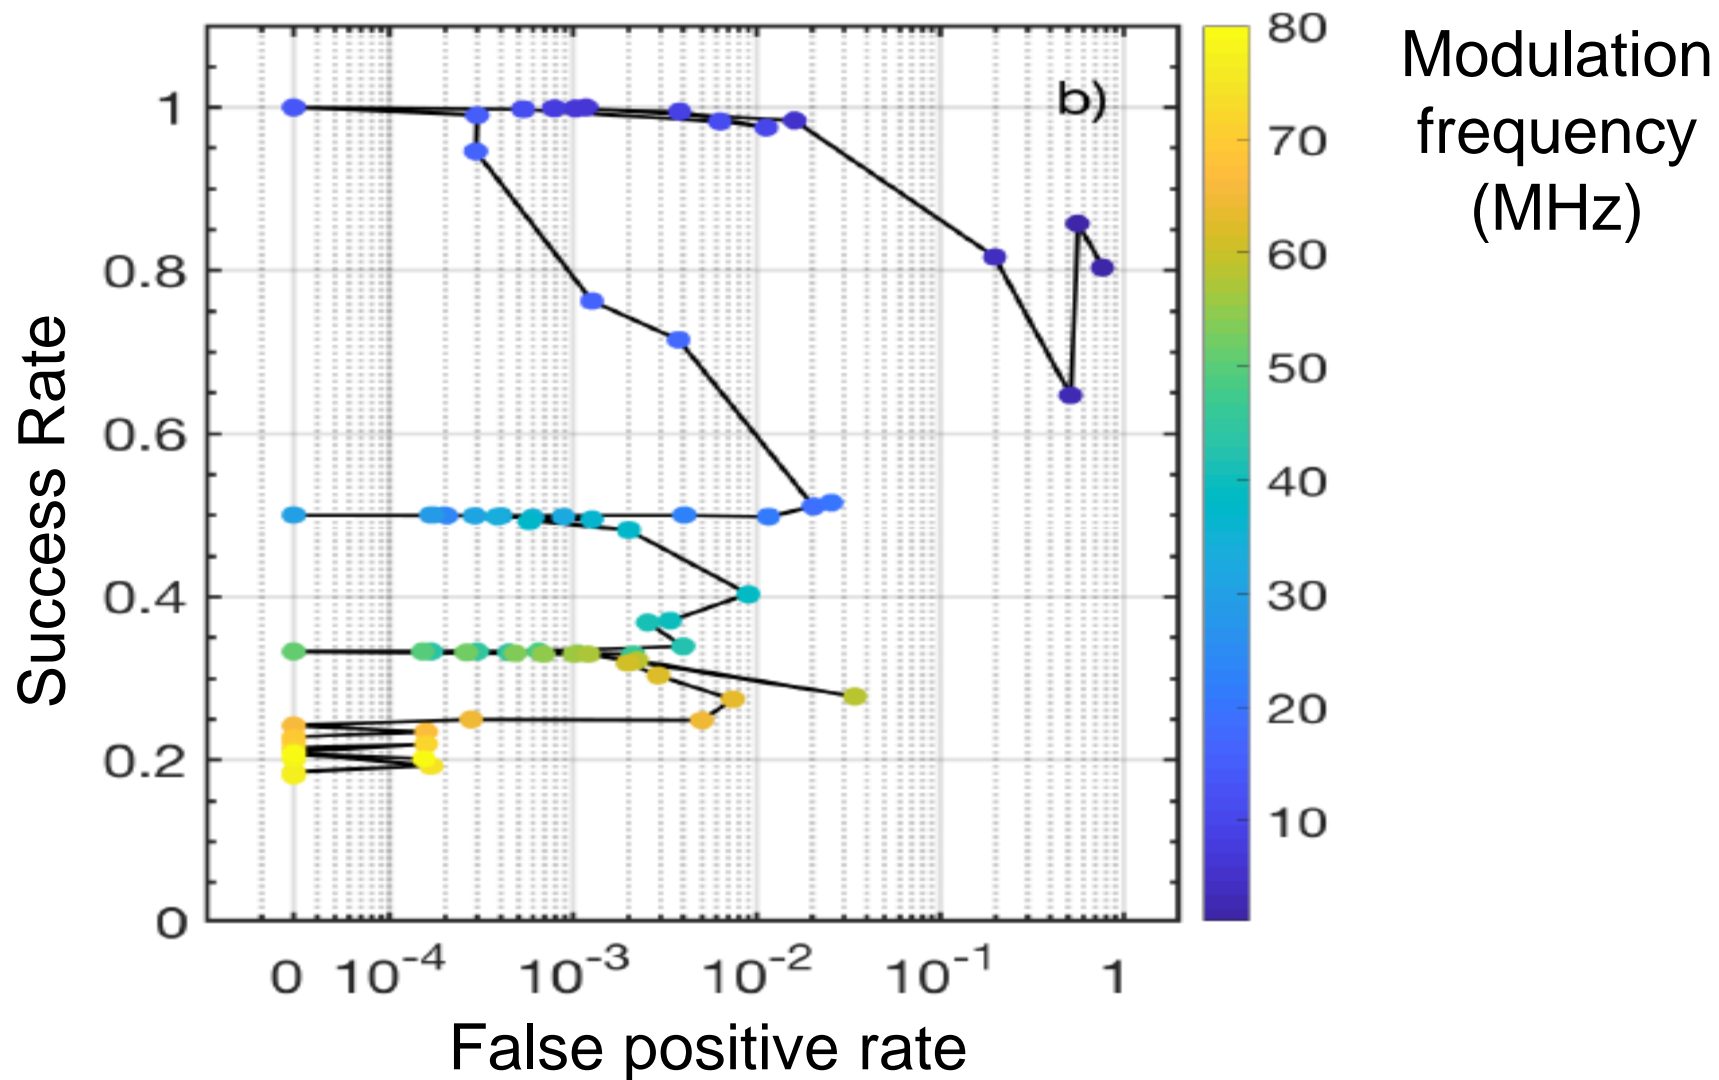 b)
Modulation
frequency
(MHz)
80
70
60
50
40
30
20
10
Success Rate
1
0.8
0.6
0.4
0.2
0
0 10⁻⁴ 10⁻³ 10⁻² 10⁻¹ 1
False positive rate